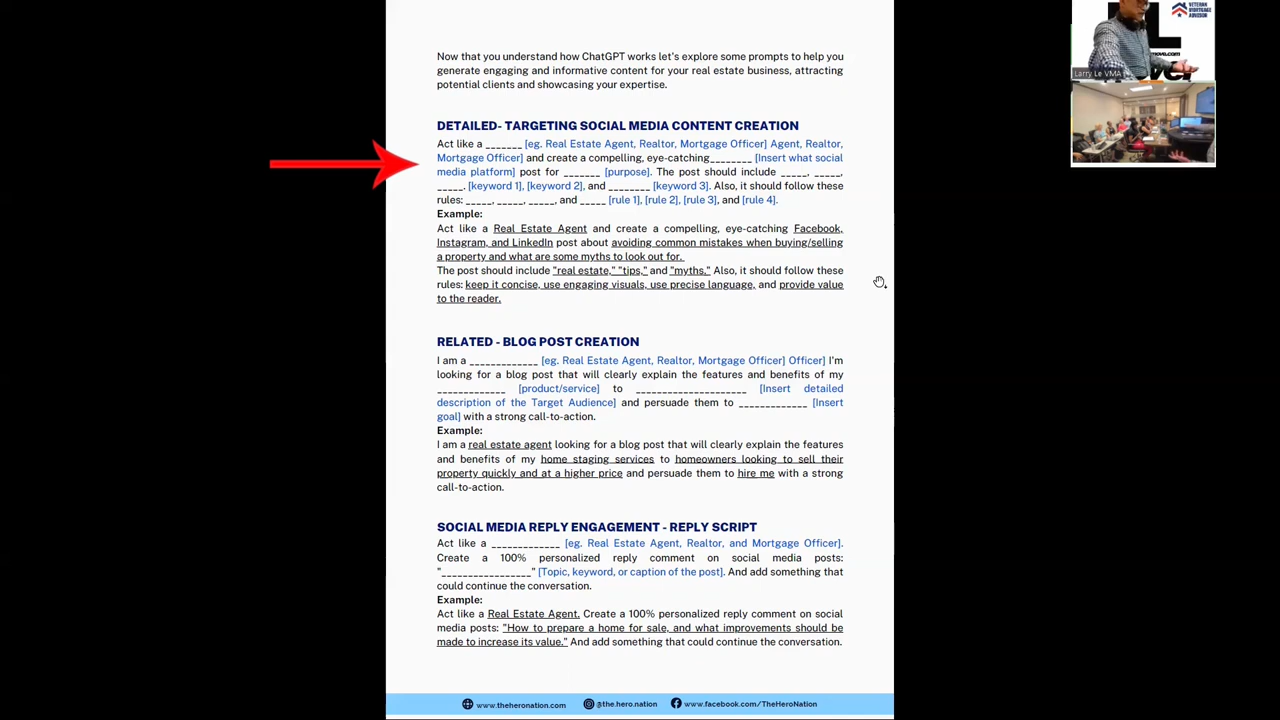 Now that you understand how ChatGPT works let's explore some prompts to help you
generate engaging and informative content for your real estate business, attracting
potential clients and showcasing your expertise.
DETAILED- TARGETING SOCIAL MEDIA CONTENT CREATION
Act like a _______ [eg. Real Estate Agent, Realtor, Mortgage Officer] Agent, Realtor,
Mortgage Officer] and create a compelling, eye-catching________ [Insert what social
media platform] post for _______ [purpose]. The post should include _____, _____,
_____. [keyword 1], [keyword 2], and ________ [keyword 3]. Also, it should follow these
rules: _____, _____, _____, and _____ [rule 1], [rule 2], [rule 3], and [rule 4].
Example:
Act like a Real Estate Agent and create a compelling, eye-catching Facebook,
Instagram, and LinkedIn post about avoiding common mistakes when buying/selling
a property and what are some myths to look out for.
The post should include "real estate," "tips," and "myths." Also, it should follow these
rules: keep it concise, use engaging visuals, use precise language, and provide value
to the reader.
RELATED - BLOG POST CREATION
I am a _____________ [eg. Real Estate Agent, Realtor, Mortgage Officer] Officer] I'm
looking for a blog post that will clearly explain the features and benefits of my
_____________ [product/service] to _____________________ [Insert detailed
description of the Target Audience] and persuade them to _____________ [Insert
goal] with a strong call-to-action.
Example:
I am a real estate agent looking for a blog post that will clearly explain the features
and benefits of my home staging services to homeowners looking to sell their
property quickly and at a higher price and persuade them to hire me with a strong
call-to-action.
SOCIAL MEDIA REPLY ENGAGEMENT - REPLY SCRIPT
Act like a _____________ [eg. Real Estate Agent, Realtor, and Mortgage Officer].
Create a 100% personalized reply comment on social media posts:
"_________________" [Topic, keyword, or caption of the post]. And add something that
could continue the conversation.
Example:
Act like a Real Estate Agent. Create a 100% personalized reply comment on social
media posts: "How to prepare a home for sale, and what improvements should be
made to increase its value." And add something that could continue the conversation.
www.theheronation.com @the.hero.nation www.facebook.com/TheHeroNation
VETERAN
MORTGAGE
ADVISOR
Larry Le VMA